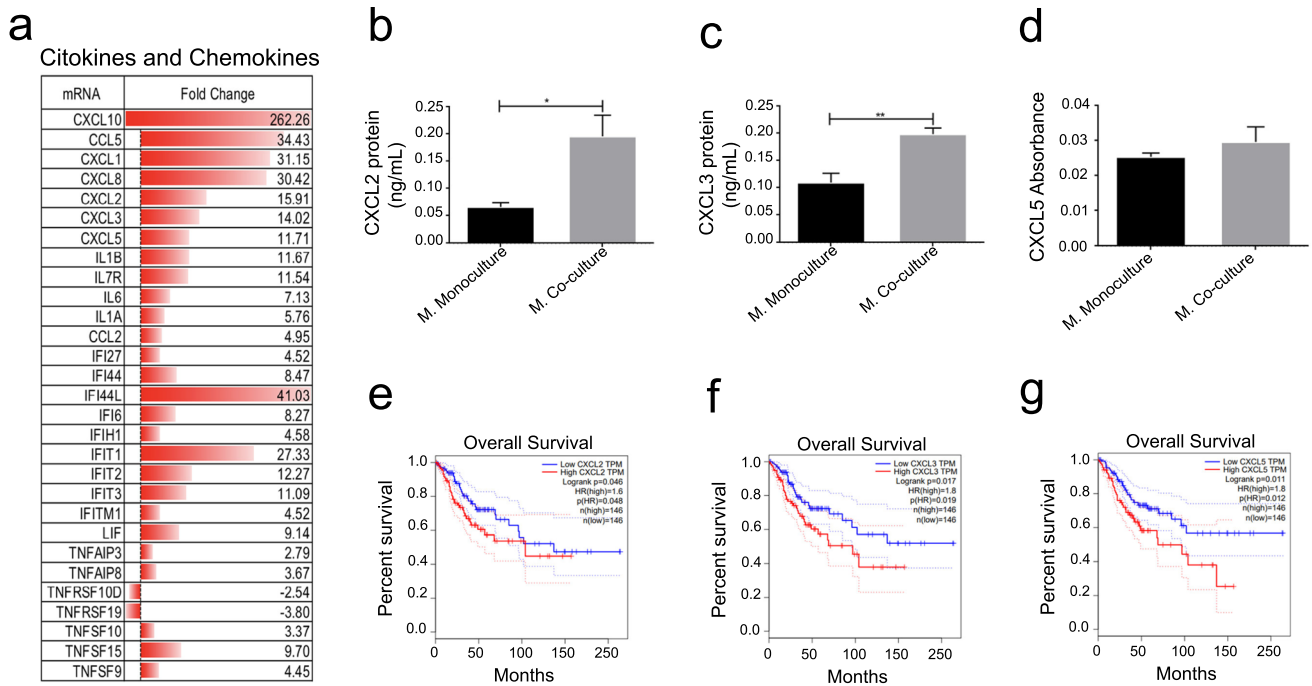 a
Citokines and Chemokines
mRNA Fold Change
CXCL10 262.26
CCL5 34.43
CXCL1 31.15
CXCL8 30.42
CXCL2 15.91
CXCL3 14.02
CXCL5 11.71
IL1B 11.67
IL7R 11.54
IL6 7.13
IL1A 5.76
CCL2 4.95
IFI27 4.52
IFI44 8.47
IFI44L 41.03
IFI6 8.27
IFIH1 4.58
IFIT1 27.33
IFIT2 12.27
IFIT3 11.09
IFITM1 4.52
LIF 9.14
TNFAIP3 2.79
TNFAIP8 3.67
TNFRSF10D -2.54
TNFRSF19 -3.80
TNFSF10 3.37
TNFSF15 9.70
TNFSF9 4.45
b
CXCL2 protein
(ng/mL)
0.25
0.20
0.15
0.10
0.05
0.00
*
M. Monoculture
M. Co-culture
c
CXCL3 protein
(ng/mL)
0.25
0.20
0.15
0.10
0.05
0.00
**
M. Monoculture
M. Co-culture
d
CXCL5 Absorbance
0.04
0.03
0.02
0.01
0.00
M. Monoculture
M. Co-culture
e
Overall Survival
Percent survival
1.0
0.8
0.6
0.4
0.2
0.0
Low CXCL2 TPM
High CXCL2 TPM
Logrank p=0.046
HR(high)=1.6
p(HR)=0.048
n(high)=146
n(low)=146
0 50 100 150 250
Months
f
Overall Survival
Percent survival
1.0
0.8
0.6
0.4
0.2
0.0
Low CXCL3 TPM
High CXCL3 TPM
Logrank p=0.017
HR(high)=1.8
p(HR)=0.019
n(high)=146
n(low)=146
0 50 100 150 250
Months
g
Overall Survival
Percent survival
1.0
0.8
0.6
0.4
0.2
0.0
Low CXCL5 TPM
High CXCL5 TPM
Logrank p=0.011
HR(high)=1.8
p(HR)=0.012
n(high)=146
n(low)=146
0 50 100 150 250
Months